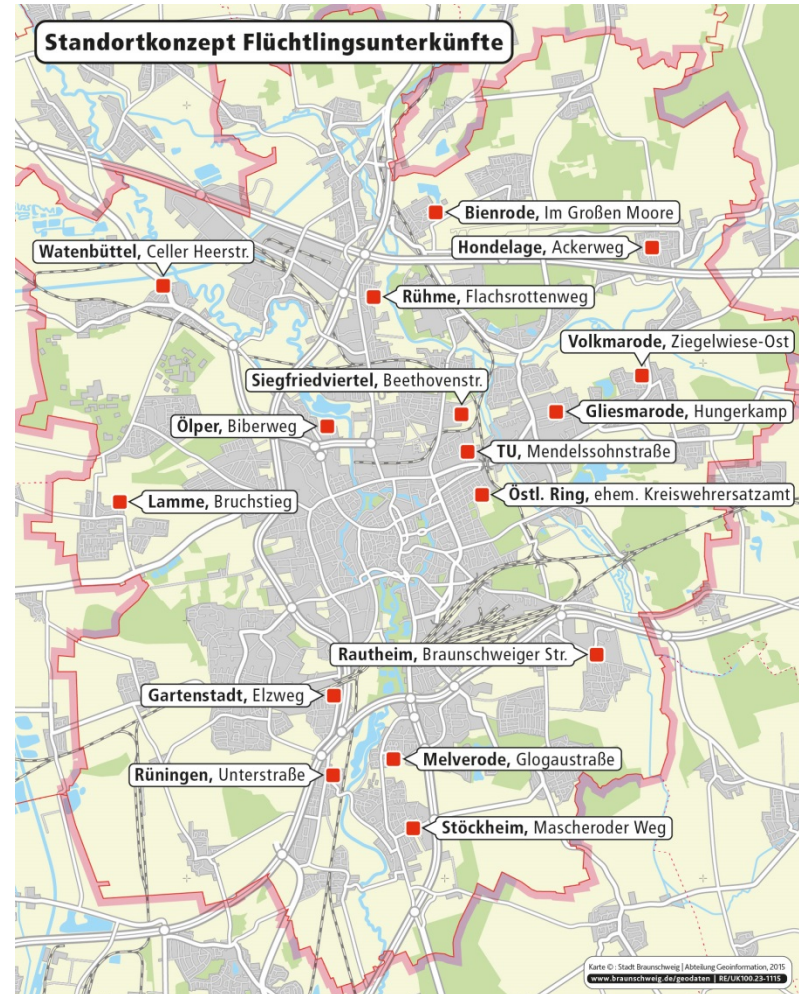 Standortkonzept Flüchtlingsunterkünfte
Bienrode, Im Großen Moore
Hondelage, Ackerweg
Watenbüttel, Celler Heerstr.
Rühme, Flachsrottenweg
Volkmarode, Ziegelwiese-Ost
Siegfriedviertel, Beethovenstr.
Gliesmarode, Hungerkamp
Ölper, Biberweg
TU, Mendelssohnstraße
Östl. Ring, ehem. Kreiswehrersatzamt
Lamme, Bruchstieg
Rautheim, Braunschweiger Str.
Gartenstadt, Elzweg
Melverode, Glogaustraße
Rüningen, Unterstraße
Stöckheim, Mascheroder Weg
Karte © : Stadt Braunschweig | Abteilung Geoinformation, 2015
www.braunschweig.de/geodaten | RE/UK100.23-1115